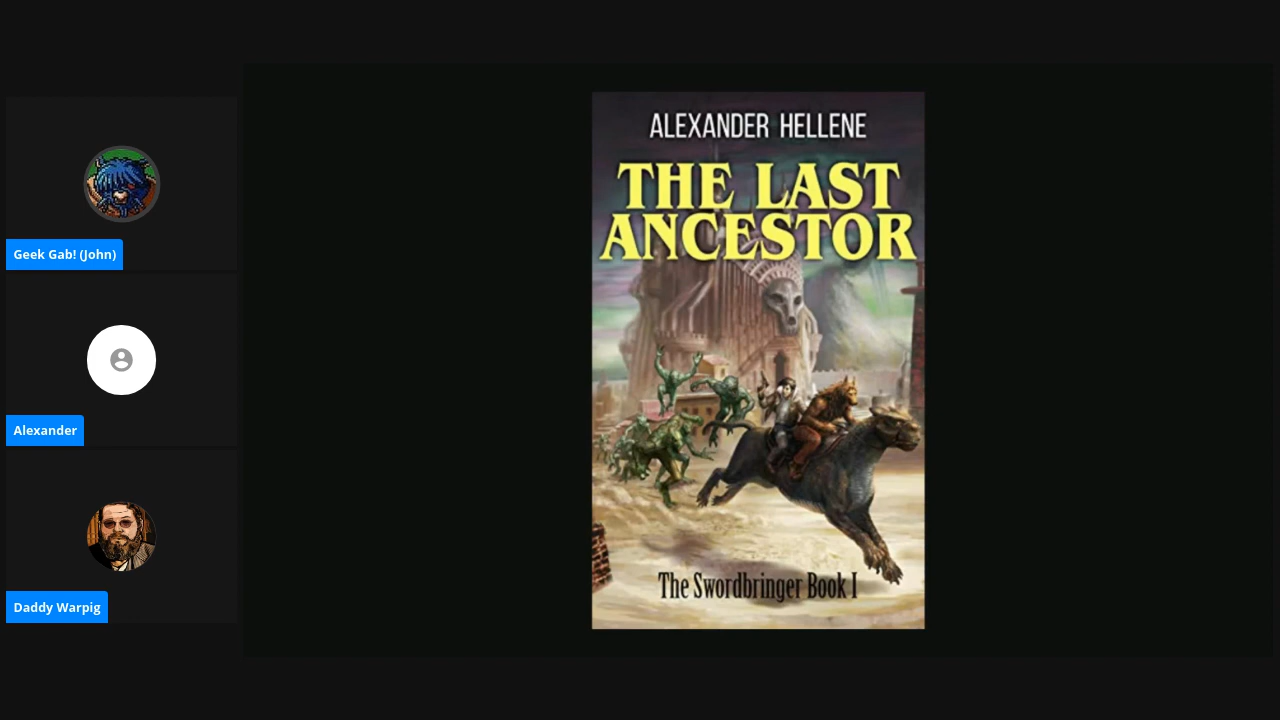 Geek Gab! (John)
Alexander
Daddy Warpig
ALEXANDER HELLENE
THE LAST
ANCESTOR
The Swordbringer Book I